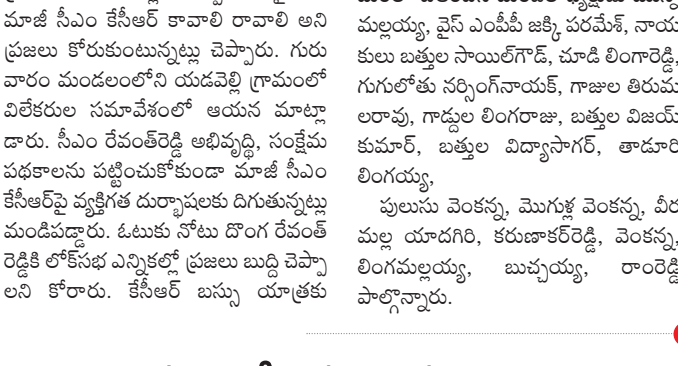 మాజీ సీఎం కేసీఆర్ కావాలి రావాలి అని
ప్రజలు కోరుకుంటున్నట్లు చెప్పారు. గురు
వారం మండలంలోని యడవెల్లి గ్రామంలో
విలేకరుల సమావేశంలో ఆయన మాట్లా
డారు. సీఎం రేవంత్‌రెడ్డి అభివృద్ధి, సంక్షేమ
పథకాలను పట్టించుకోకుండా మాజీ సీఎం
కేసీఆర్‌పై వ్యక్తిగత దుర్భాషలకు దిగుతున్నట్లు
మండిపడ్డారు. ఓటుకు నోటు దొంగ రేవంత్
రెడ్డికి లోక్‌సభ ఎన్నికల్లో ప్రజలు బుద్ది చెప్పా
లని కోరారు. కేసీఆర్ బస్సు యాత్రకు
మల్లయ్య, వైస్ ఎంపీపీ జక్కి పరమేశ్, నాయ
కులు బత్తుల సాయిల్‌గౌడ్, చూడి లింగారెడ్డి,
గుగులోతు నర్సింగ్‌నాయక్, గాజుల తిరుమ
లరావు, గాడ్దుల లింగరాజు, బత్తుల విజయ్
కుమార్, బత్తుల విద్యాసాగర్, తాడూరి
లింగయ్య,
పులుసు వెంకన్న, మొగుళ్ల వెంకన్న, వీర
మల్ల యాదగిరి, కరుణాకర్‌రెడ్డి, వెంకన్న,
లింగమల్లయ్య, బుచ్చయ్య, రాంరెడ్డి
పాల్గొన్నారు.